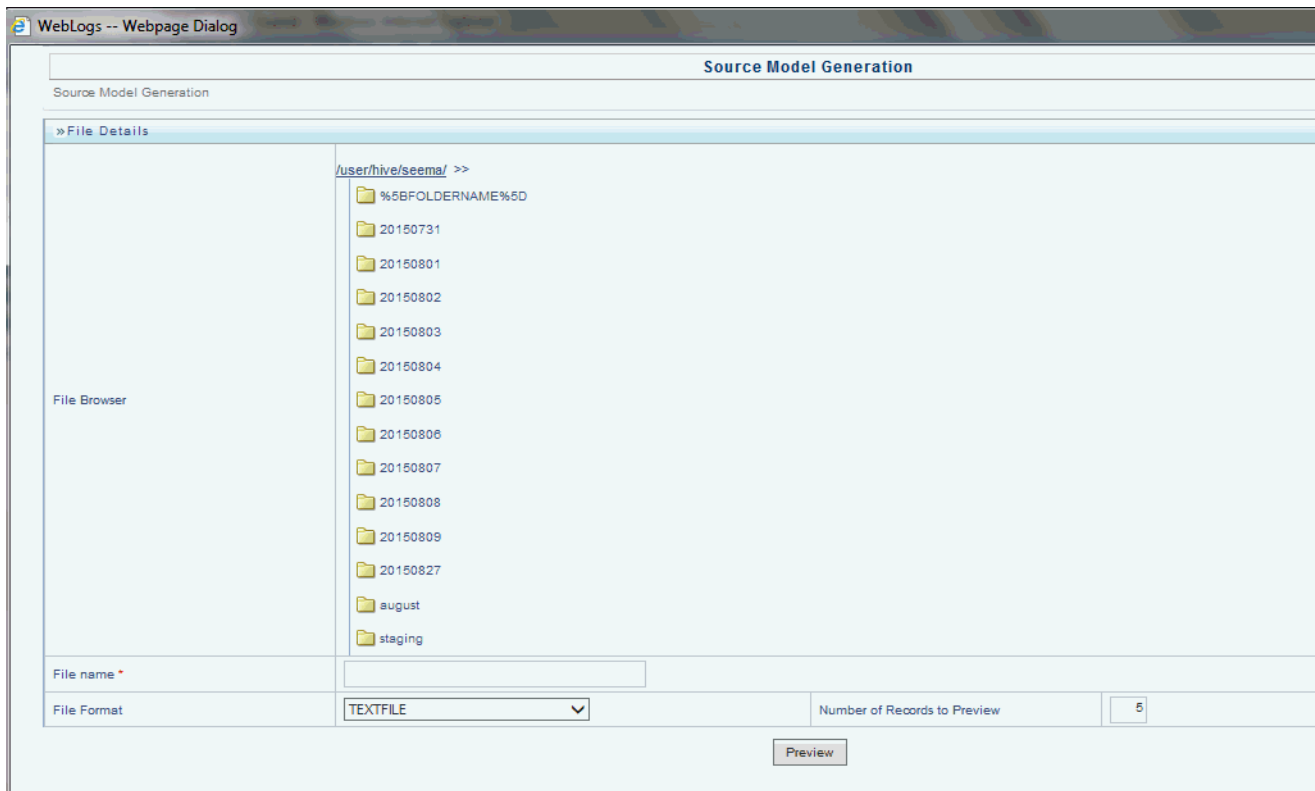 WebLogs -- Webpage Dialog
Source Model Generation
Source Model Generation
»File Details
File Browser
/user/hive/seema/ >>
%5BFOLDERNAME%5D
20150731
20150801
20150802
20150803
20150804
20150805
20150806
20150807
20150808
20150809
20150827
august
staging
File name *
File Format TEXTFILE Number of Records to Preview 5
Preview